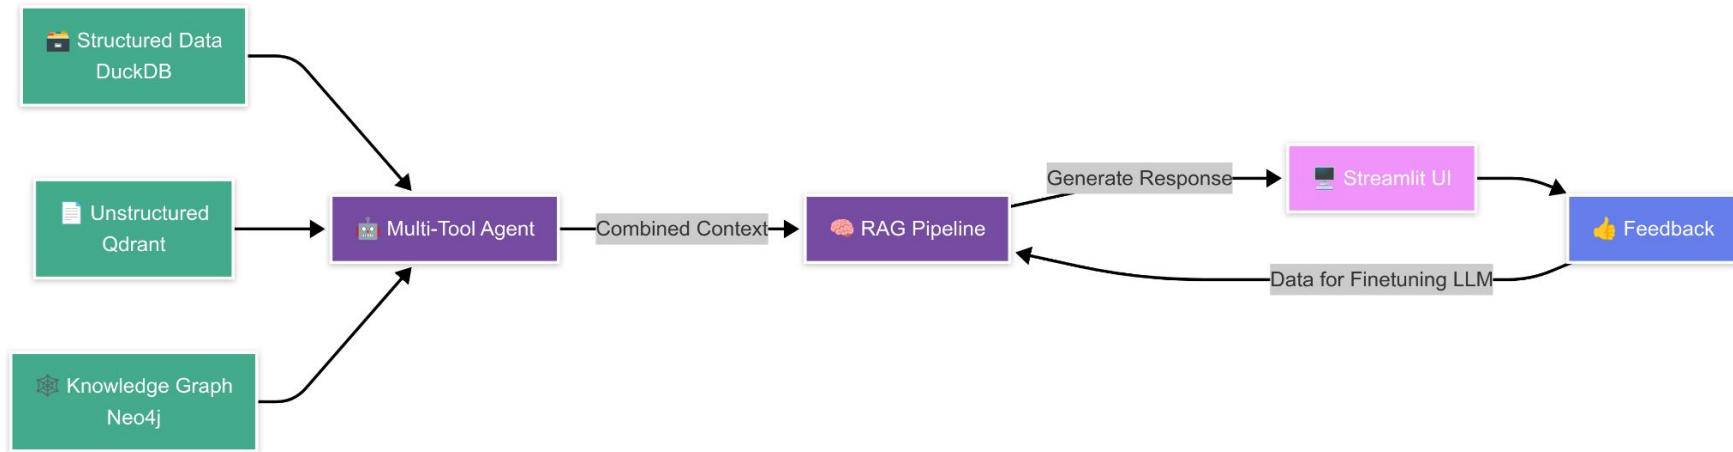 🗃️ Structured Data
DuckDB
📄 Unstructured
Qdrant
🕸️ Knowledge Graph
Neo4j
🤖 Multi-Tool Agent
Combined Context
🧠 RAG Pipeline
Generate Response
🖥️ Streamlit UI
👍 Feedback
Data for Finetuning LLM